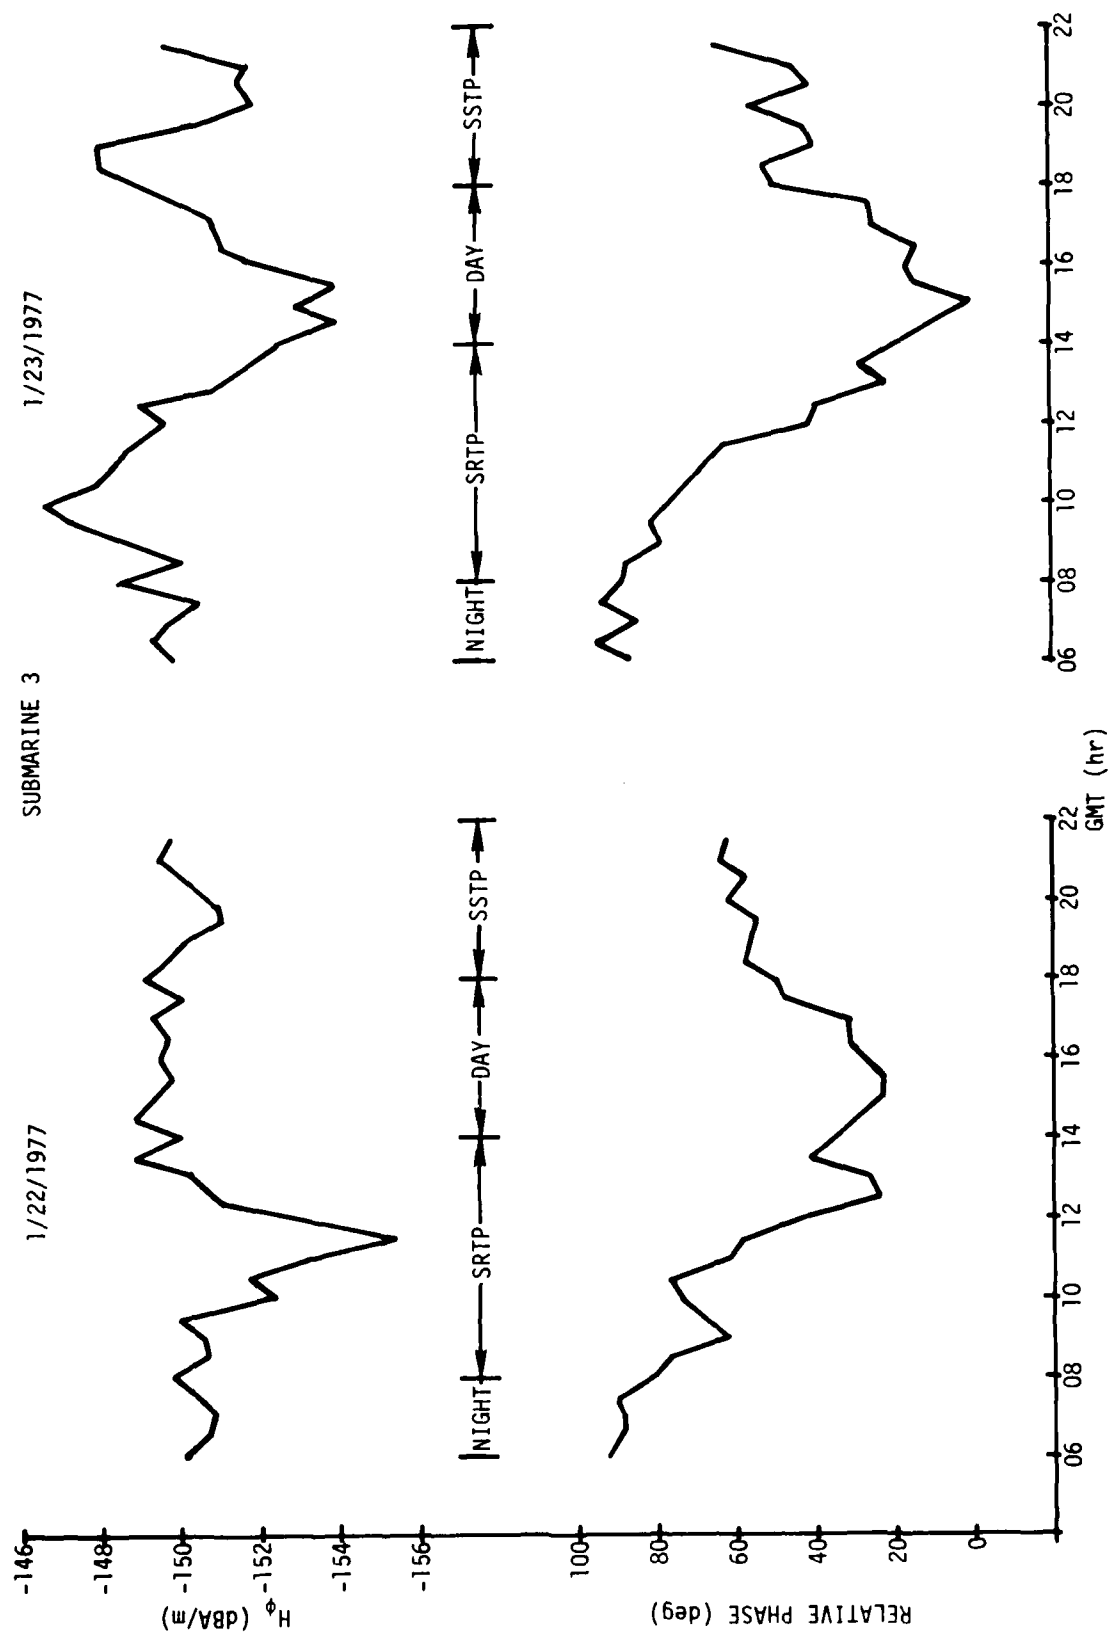 SUBMARINE 3
1/22/1977
1/23/1977
H
φ (dBA/m)
-146
-148
-150
-152
-154
-156
NIGHT
SRTP
DAY
SSTP
NIGHT
SRTP
DAY
SSTP
RELATIVE PHASE (deg)
100
80
60
40
20
0
06
08
10
12
14
16
18
20
22
06
08
10
12
14
16
18
20
22
GMT (hr)